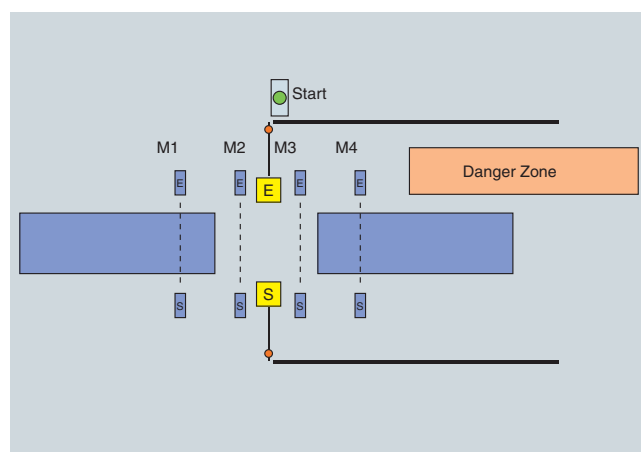 Start
M1 M2 M3 M4
Danger Zone
E E E E E
S S S S S